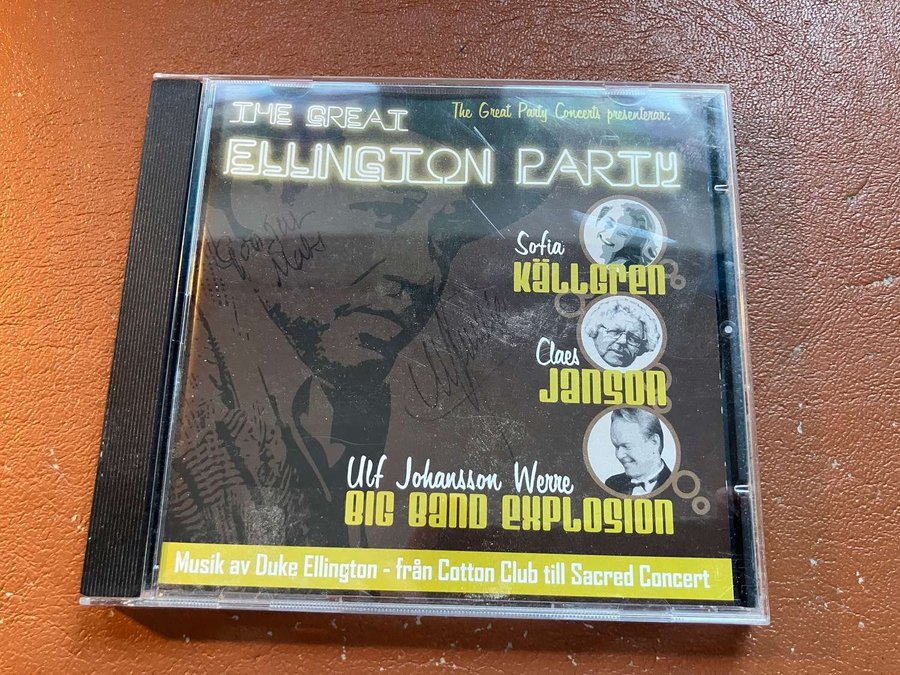 The Great Party Concerts presenterar:
THE GREAT
ELLINGTON PARTY
Sofia
KÄLLGREN
Claes
JANSON
Ulf Johansson Werre
BIG BAND EXPLOSION
Musik av Duke Ellington - från Cotton Club till Sacred Concert